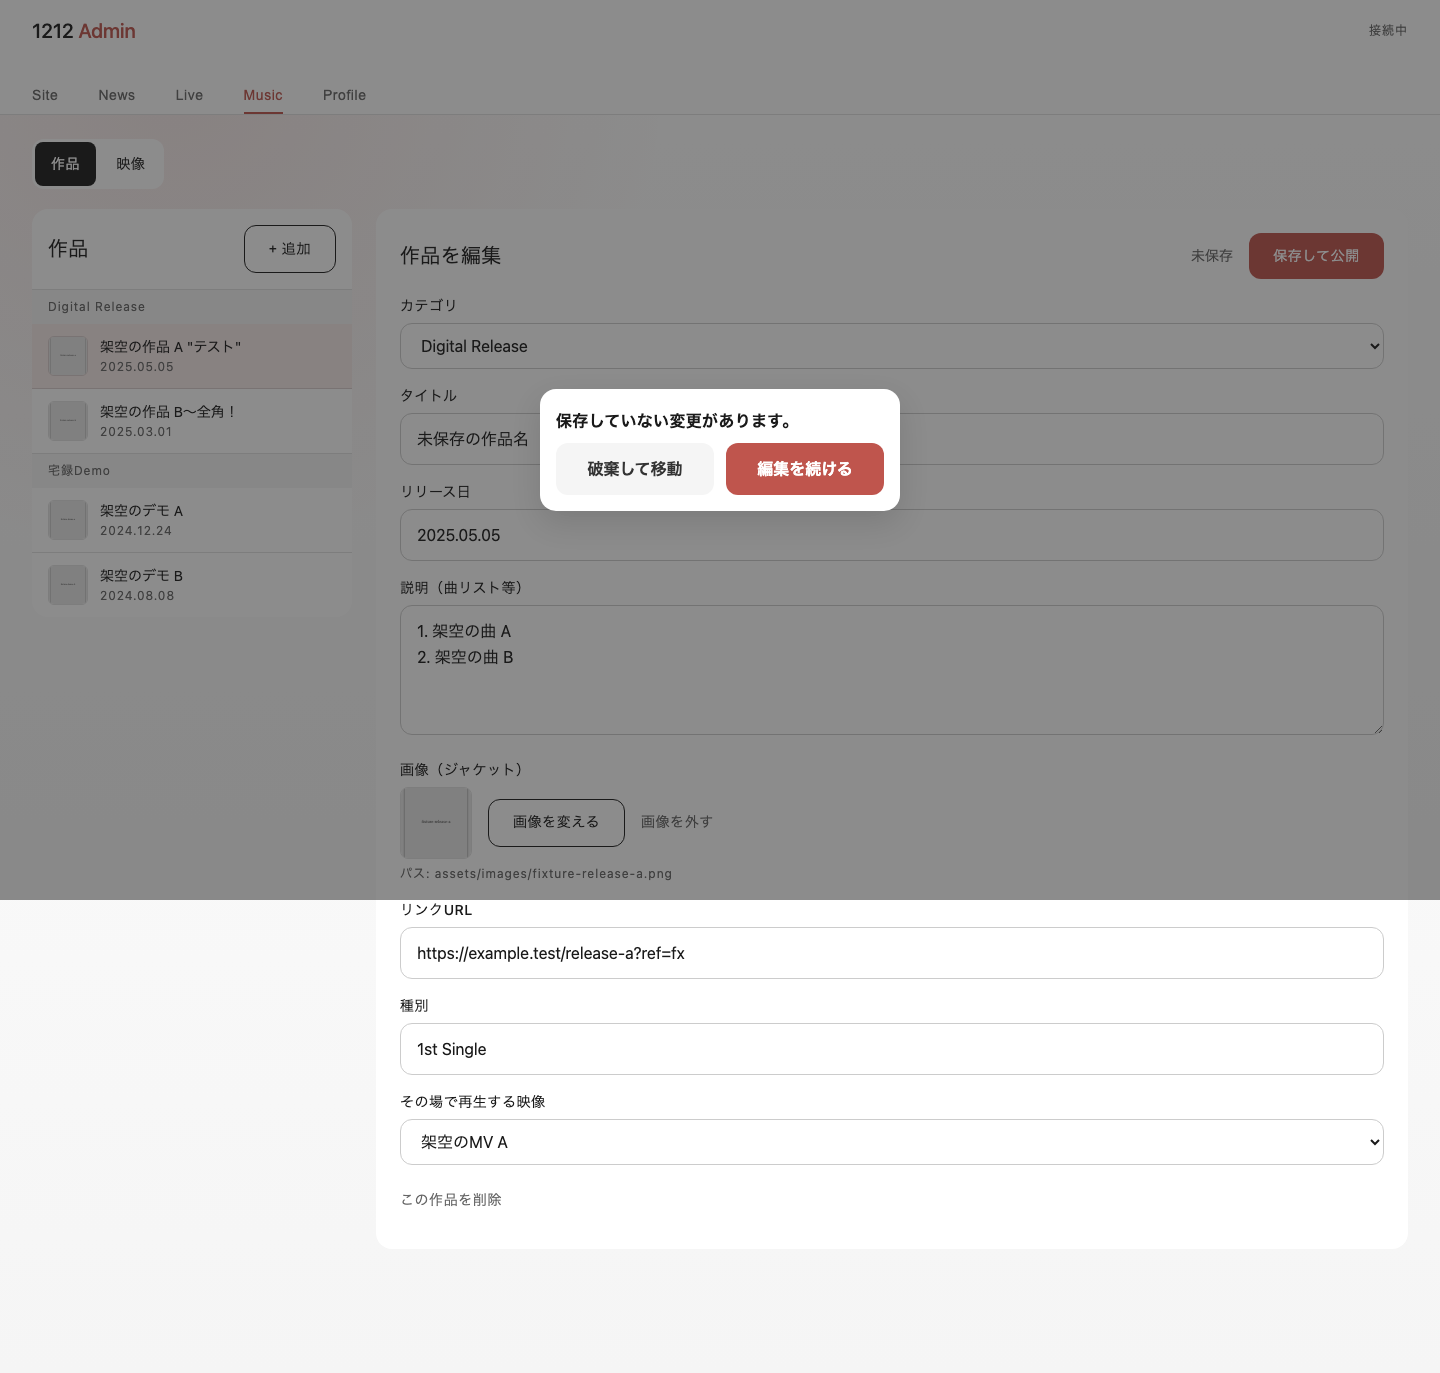 1212 Admin
接続中
Site
News
Live
Music
Profile
作品
映像
作品
+ 追加
Digital Release
架空の作品 A "テスト"
2025.05.05
架空の作品 B〜全角！
2025.03.01
宅録Demo
架空のデモ A
2024.12.24
架空のデモ B
2024.08.08
作品を編集
未保存
保存して公開
カテゴリ
Digital Release
タイトル
未保存の作品名
保存していない変更があります。
破棄して移動
編集を続ける
リリース日
2025.05.05
説明（曲リスト等）
1. 架空の曲 A
2. 架空の曲 B
画像（ジャケット）
画像を変える
画像を外す
パス: assets/images/fixture-release-a.png
リンクURL
https://example.test/release-a?ref=fx
種別
1st Single
その場で再生する映像
架空のMV A
この作品を削除